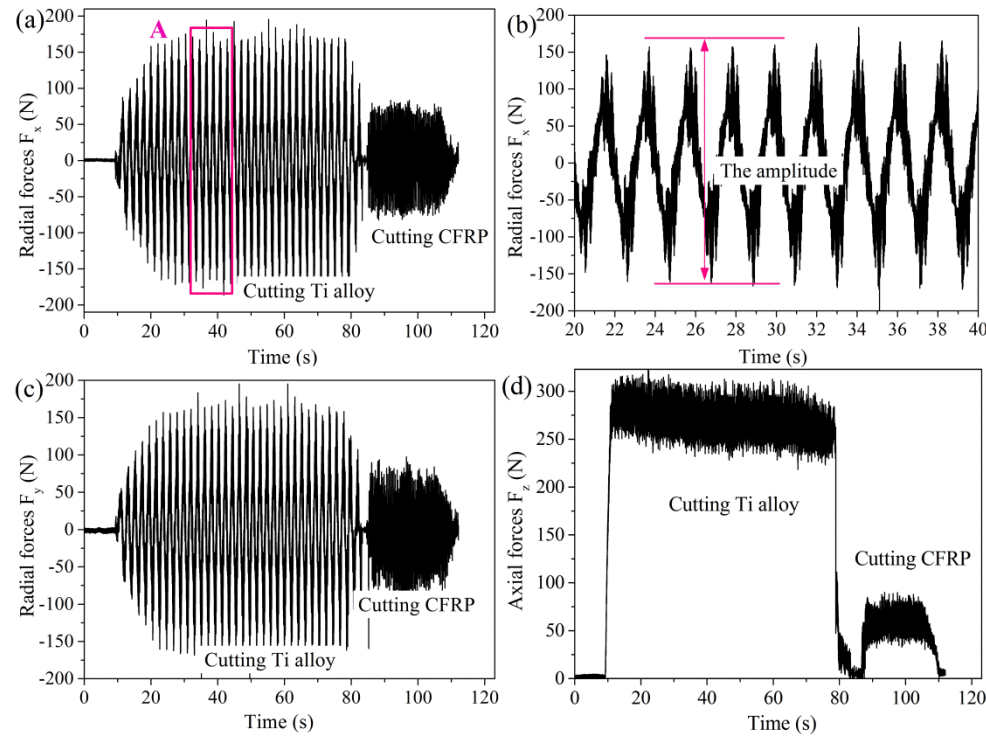 (a)
A
200
150
100
50
0
-50
-100
-150
-200
Radial forces Fₓ (N)
Cutting CFRP
Cutting Ti alloy
0 20 40 60 80 100 120
Time (s)
(b)
200
150
100
50
0
-50
-100
-150
-200
Radial forces Fₓ (N)
The amplitude
20 22 24 26 28 30 32 34 36 38 40
Time (s)
(c)
200
150
100
50
0
-50
-100
-150
-200
Radial forces F_y (N)
Cutting CFRP
Cutting Ti alloy
0 20 40 60 80 100 120
Time (s)
(d)
300
250
200
150
100
50
0
Axial forces F_z (N)
Cutting Ti alloy
Cutting CFRP
0 20 40 60 80 100 120
Time (s)